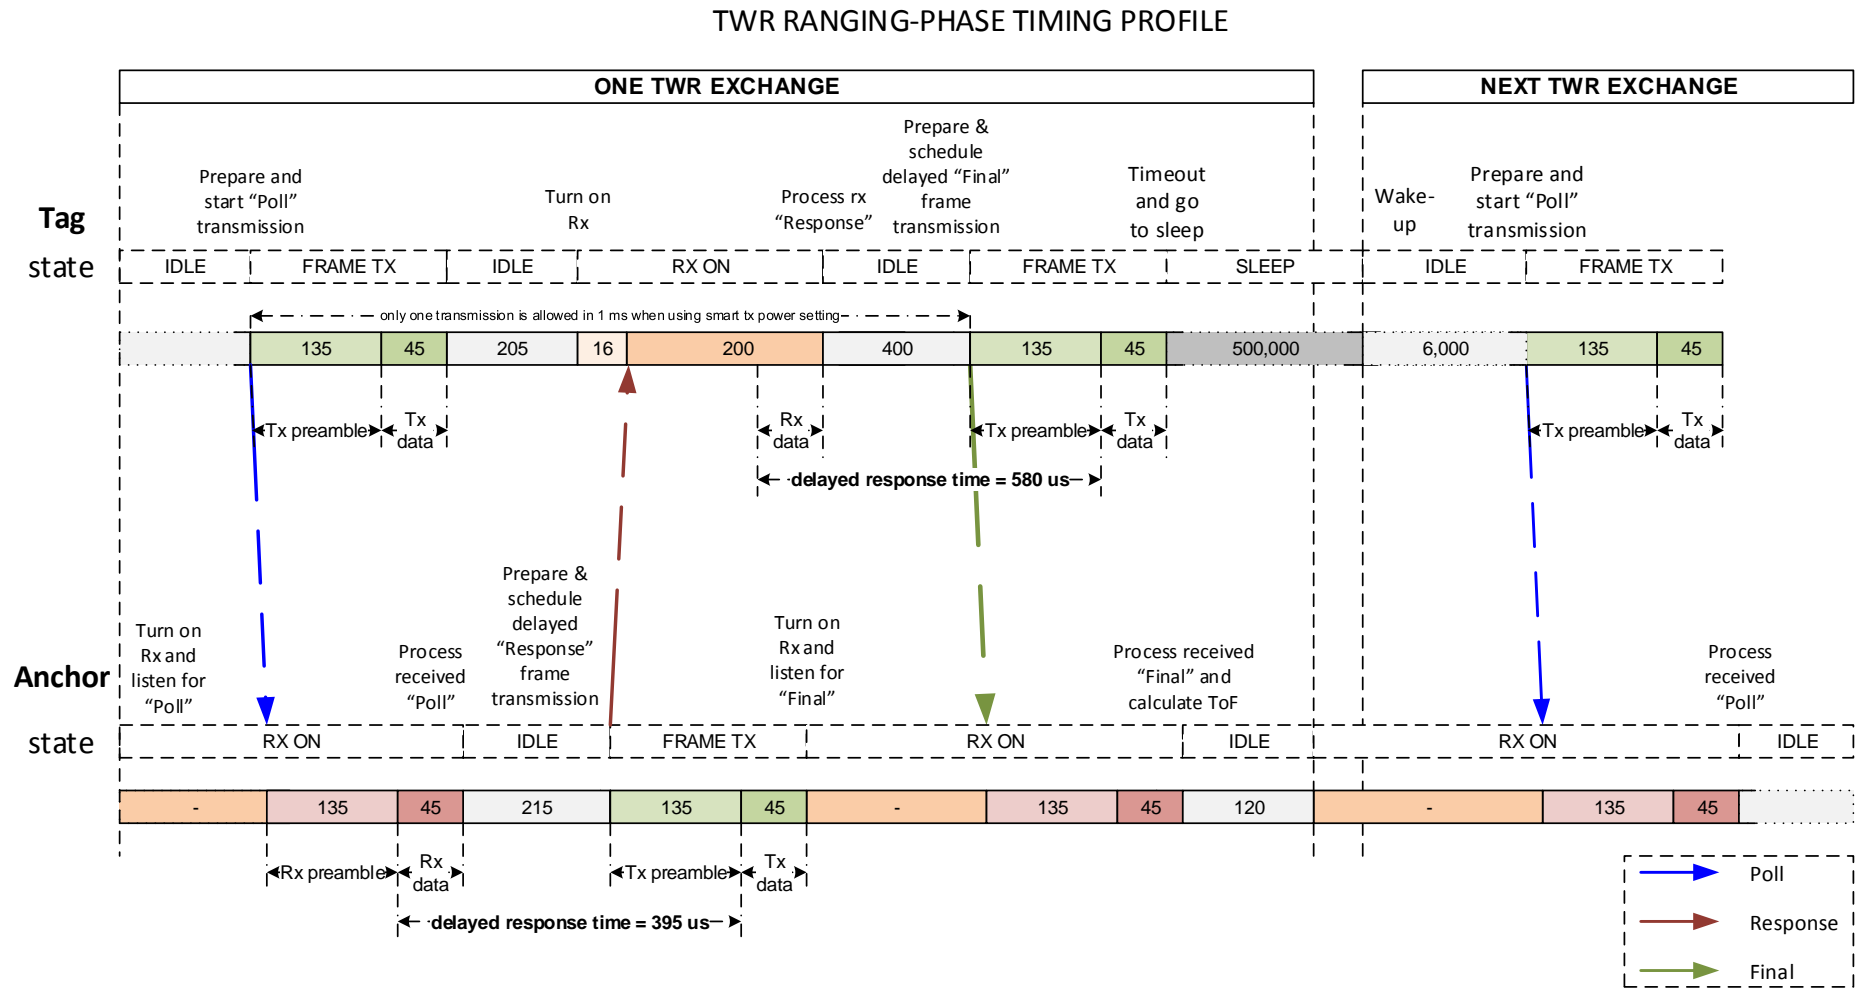 TWR RANGING-PHASE TIMING PROFILE
ONE TWR EXCHANGE
NEXT TWR EXCHANGE
Tag
state
Prepare and
start “Poll”
transmission
Turn on
Rx
Process rx
“Response”
Prepare &
schedule
delayed “Final”
frame
transmission
Timeout
and go
to sleep
Wake-
up
Prepare and
start “Poll”
transmission
IDLE
FRAME TX
IDLE
RX ON
IDLE
FRAME TX
SLEEP
IDLE
FRAME TX
only one transmission is allowed in 1 ms when using smart tx power setting
135
45
205
16
200
400
135
45
500,000
6,000
135
45
Tx preamble
Tx
data
Rx
data
Tx preamble
Tx
data
Tx preamble
Tx
data
delayed response time = 580 us
Anchor
state
Turn on
Rx and
listen for
“Poll”
Process
received
“Poll”
Prepare &
schedule
delayed
“Response”
frame
transmission
Turn on
Rx and
listen for
“Final”
Process received
“Final” and
calculate ToF
Process
received
“Poll”
RX ON
IDLE
FRAME TX
RX ON
IDLE
RX ON
IDLE
-
135
45
215
135
45
-
135
45
120
-
135
45
Rx preamble
Rx
data
Tx preamble
Tx
data
delayed response time = 395 us
Poll
Response
Final